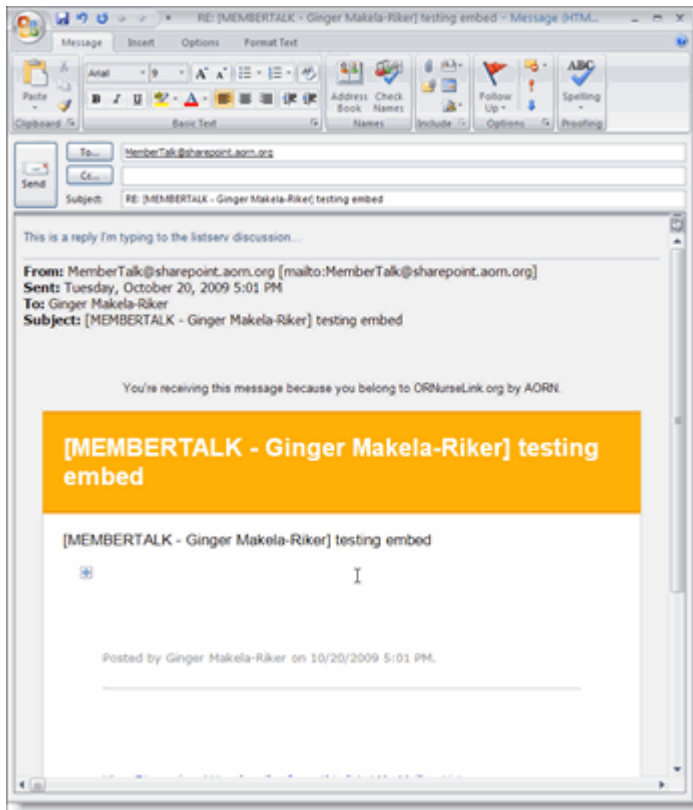 RE: [MEMBERTALK - Ginger Makela-Riker] testing embed - Message (HTM...
Message Insert Options Format Text
Arial 9 A A
Paste B I U A Address Book Check Names Follow Up ABC Spelling
Clipboard Basic Text Names Include Options Proofing
To... MemberTalk@sharepoint.aorn.org
Cc...
Send
Subject: RE: [MEMBERTALK - Ginger Makela-Riker] testing embed
This is a reply I'm typing to the listserv discussion...
From: MemberTalk@sharepoint.aorn.org [mailto:MemberTalk@sharepoint.aorn.org]
Sent: Tuesday, October 20, 2009 5:01 PM
To: Ginger Makela-Riker
Subject: [MEMBERTALK - Ginger Makela-Riker] testing embed
You're receiving this message because you belong to ORNurseLink.org by AORN.
[MEMBERTALK - Ginger Makela-Riker] testing
embed
[MEMBERTALK - Ginger Makela-Riker] testing embed
Posted by Ginger Makela-Riker on 10/20/2009 5:01 PM.